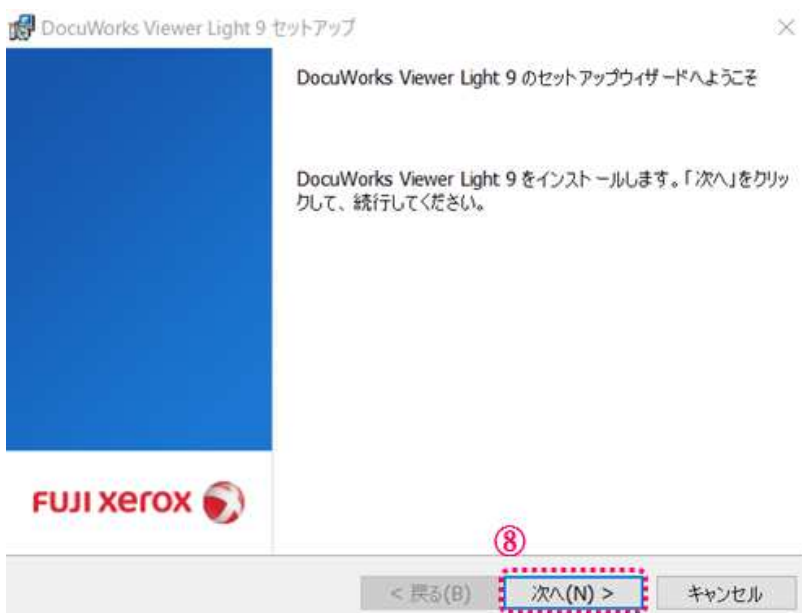 DocuWorks Viewer Light 9 セットアップ
DocuWorks Viewer Light 9 のセットアップウィザードへようこそ
DocuWorks Viewer Light 9 をインストールします。「次へ」をクリッ
クして、続行してください。
FUJI xerox
⑧
< 戻る(B)
次へ(N) >
キャンセル